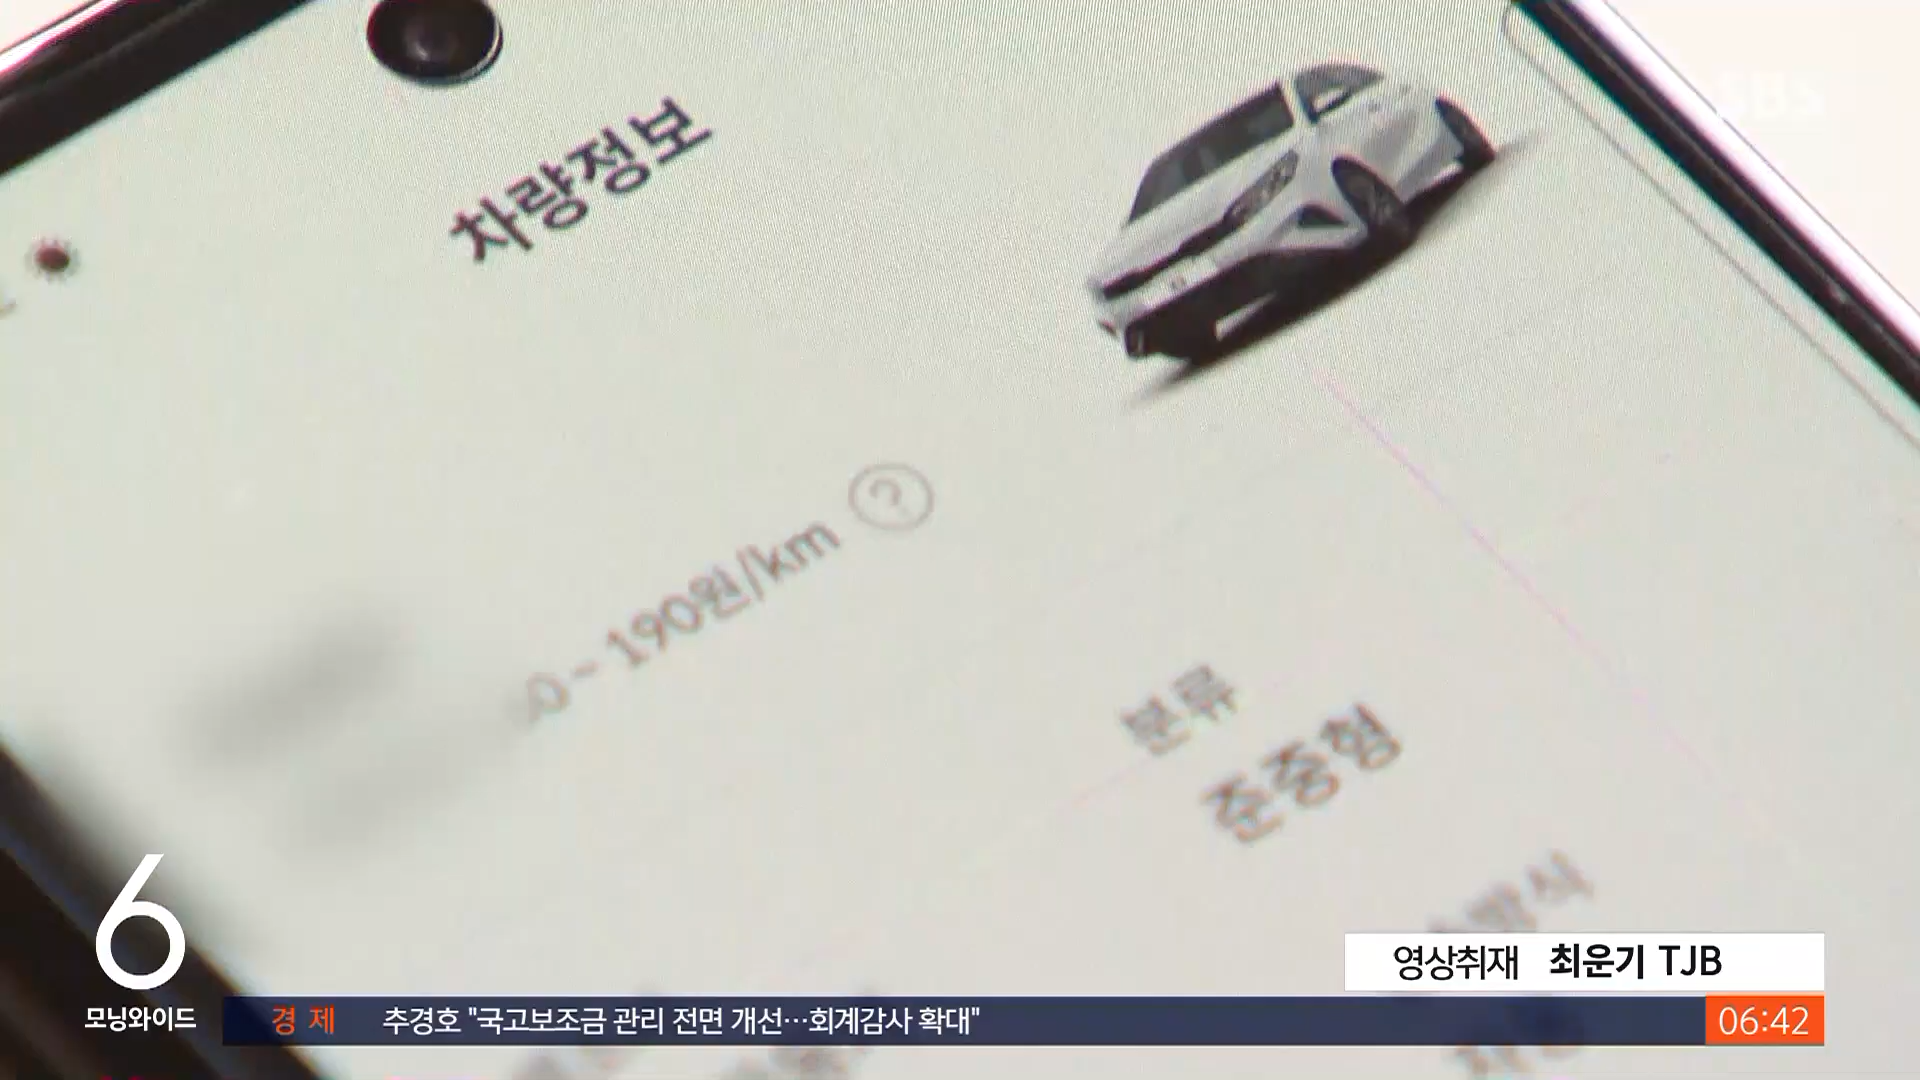 SBS
차량정보
~ 190원/km ?
분류
준중형
6
모닝와이드
영상취재 최운기 TJB
경제 추경호 "국고보조금 관리 전면 개선…회계감사 확대" 06:42